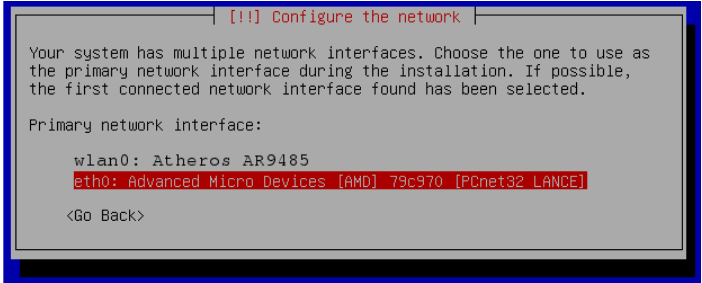 [!!] Configure the network
Your system has multiple network interfaces. Choose the one to use as
the primary network interface during the installation. If possible,
the first connected network interface found has been selected.
Primary network interface:
wlan0: Atheros AR9485
eth0: Advanced Micro Devices [AMD] 79c970 [PCnet32 LANCE]
<Go Back>